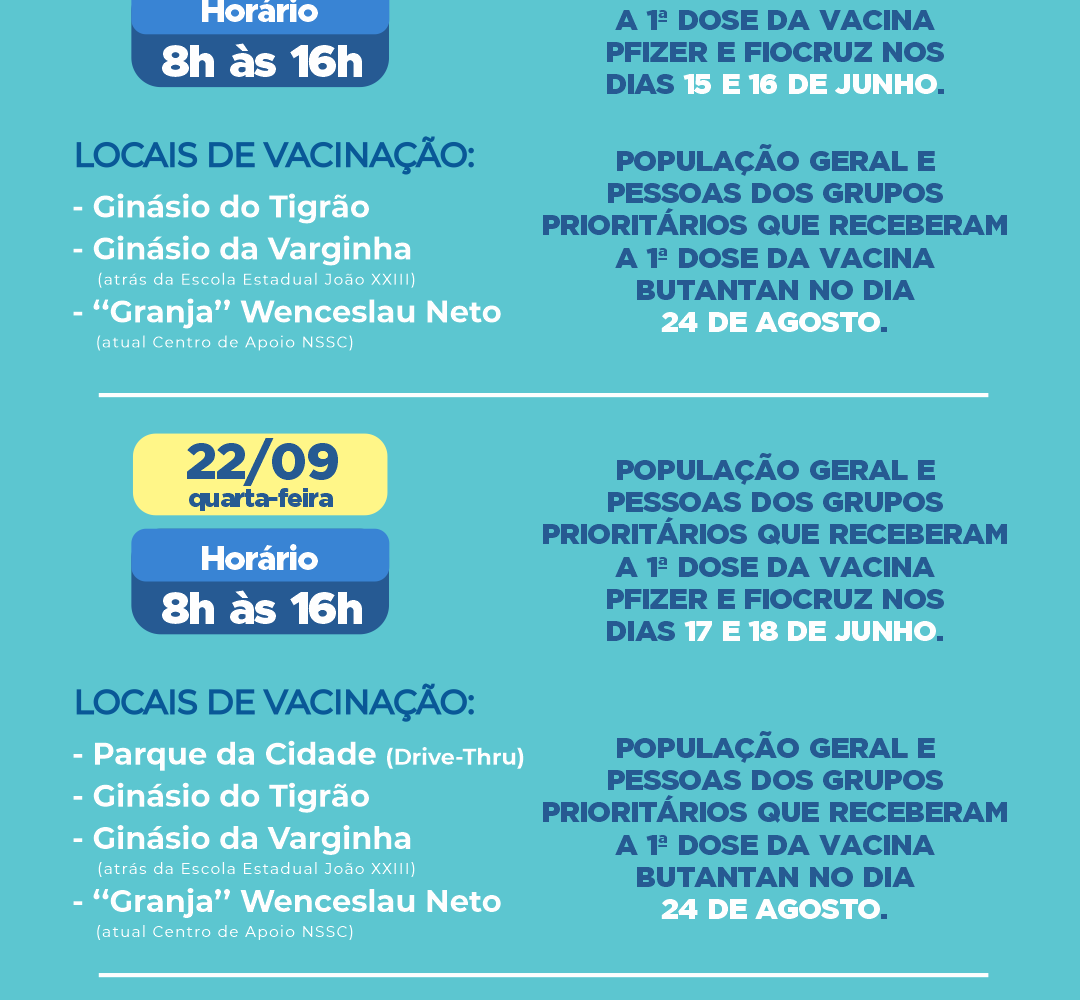 Horário
8h às 16h
A 1ª DOSE DA VACINA
PFIZER E FIOCRUZ NOS
DIAS 15 E 16 DE JUNHO.
LOCAIS DE VACINAÇÃO:
- Ginásio do Tigrão
- Ginásio da Varginha
(atrás da Escola Estadual João XXIII)
- “Granja” Wenceslau Neto
(atual Centro de Apoio NSSC)
POPULAÇÃO GERAL E
PESSOAS DOS GRUPOS
PRIORITÁRIOS QUE RECEBERAM
A 1ª DOSE DA VACINA
BUTANTAN NO DIA
24 DE AGOSTO.
22/09
quarta-feira
Horário
8h às 16h
POPULAÇÃO GERAL E
PESSOAS DOS GRUPOS
PRIORITÁRIOS QUE RECEBERAM
A 1ª DOSE DA VACINA
PFIZER E FIOCRUZ NOS
DIAS 17 E 18 DE JUNHO.
LOCAIS DE VACINAÇÃO:
- Parque da Cidade (Drive-Thru)
- Ginásio do Tigrão
- Ginásio da Varginha
(atrás da Escola Estadual João XXIII)
- “Granja” Wenceslau Neto
(atual Centro de Apoio NSSC)
POPULAÇÃO GERAL E
PESSOAS DOS GRUPOS
PRIORITÁRIOS QUE RECEBERAM
A 1ª DOSE DA VACINA
BUTANTAN NO DIA
24 DE AGOSTO.